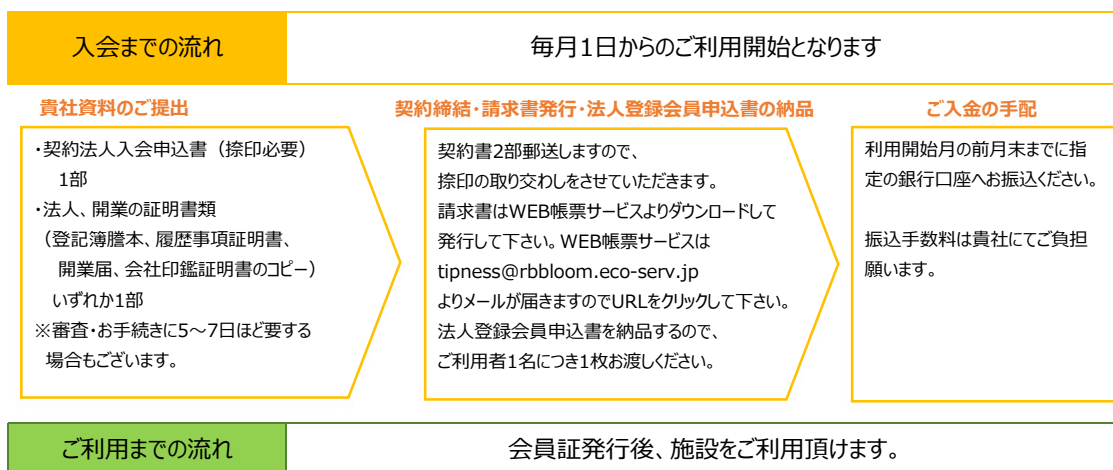 入会までの流れ
毎月1日からのご利用開始となります
貴社資料のご提出
・契約法人入会申込書（捺印必要）
1部
・法人、開業の証明書類
（登記簿謄本、履歴事項証明書、
開業届、会社印鑑証明書のコピー）
いずれか1部
※審査・お手続きに5～7日ほど要する
場合もございます。
契約締結・請求書発行・法人登録会員申込書の納品
契約書2部郵送しますので、
捺印の取り交わしをさせていただきます。
請求書はWEB帳票サービスよりダウンロードして
発行して下さい。WEB帳票サービスは
tipness@rbbloom.eco-serv.jp
よりメールが届きますのでURLをクリックして下さい。
法人登録会員申込書を納品するので、
ご利用者1名につき1枚お渡しください。
ご入金の手配
利用開始月の前月末までに指
定の銀行口座へお振込ください。
振込手数料は貴社にてご負担
願います。
ご利用までの流れ
会員証発行後、施設をご利用頂けます。